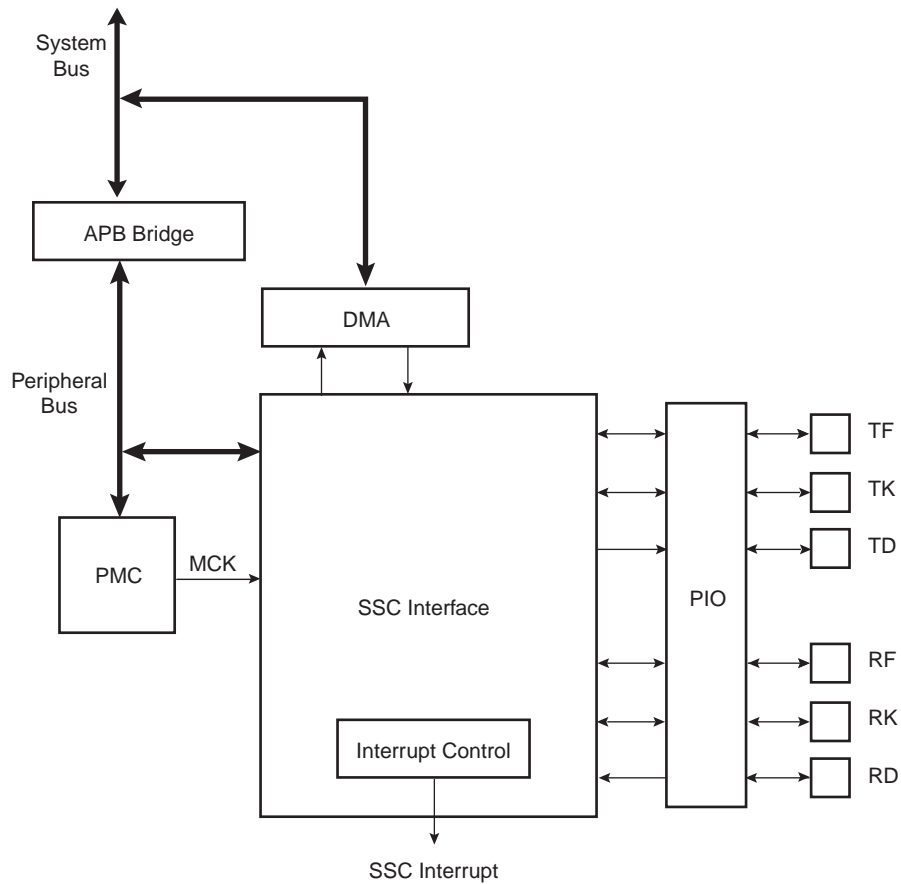 System
Bus
APB Bridge
DMA
Peripheral
Bus
PMC
MCK
SSC Interface
Interrupt Control
SSC Interrupt
PIO
TF
TK
TD
RF
RK
RD